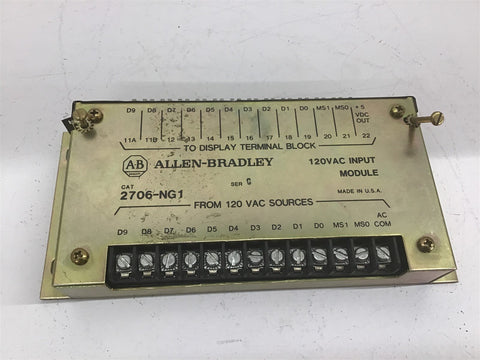 D9 D8 D7 D6 D5 D4 D3 D2 D1 D0 MS1 MS0 +5 VDC OUT
11A 11B 12 13 14 15 16 17 18 19 20 21 22
TO DISPLAY TERMINAL BLOCK
AB ALLEN-BRADLEY
120VAC INPUT
MODULE
CAT
2706-NG1
SER C
MADE IN U.S.A.
FROM 120 VAC SOURCES
D9 D8 D7 D6 D5 D4 D3 D2 D1 D0 MS1 MS0 AC COM